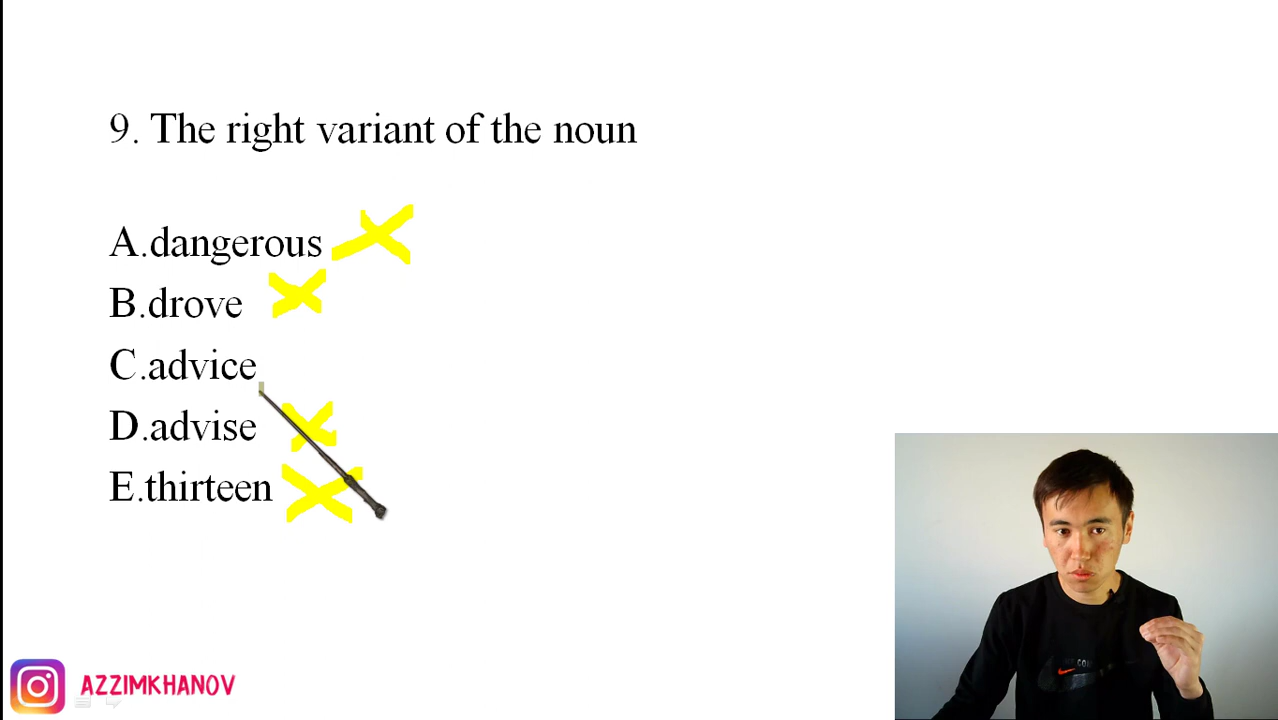 9. The right variant of the noun
A.dangerous
B.drove
C.advice
D.advise
E.thirteen
AZZIMKHANOV